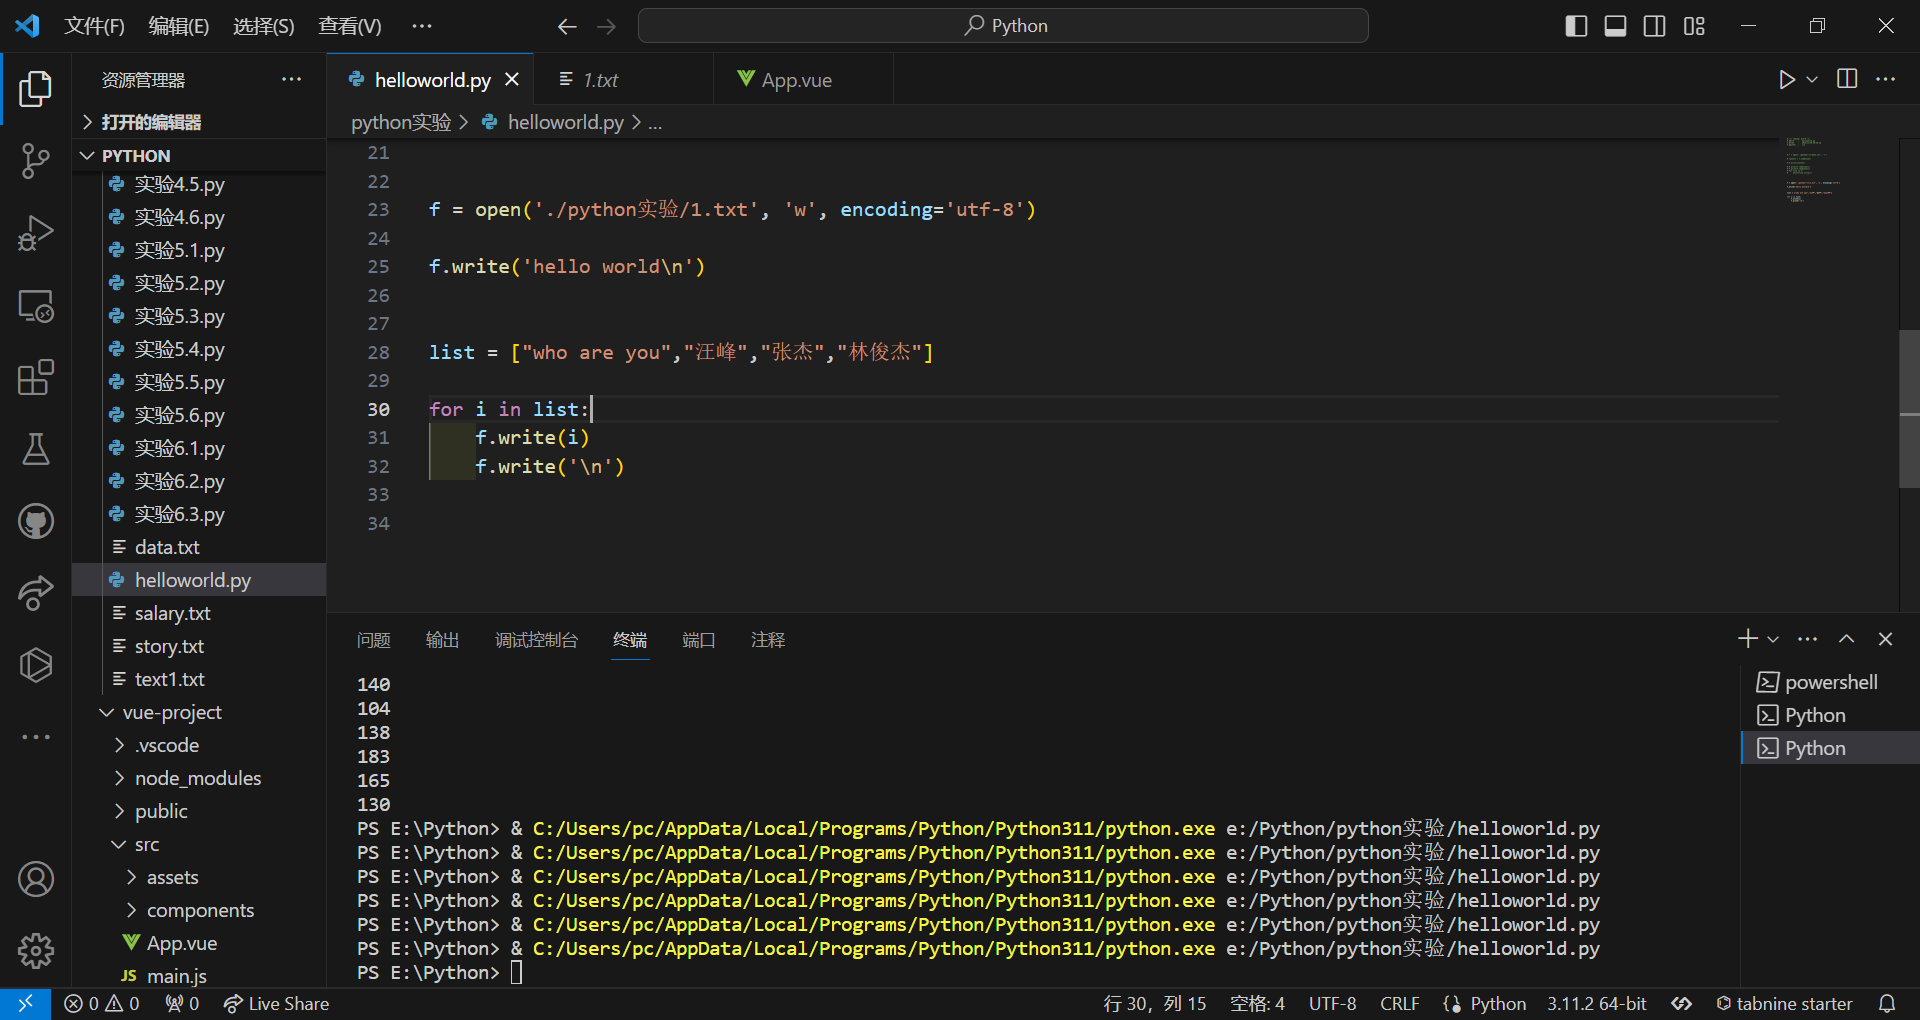 文件(F) 编辑(E) 选择(S) 查看(V) ··· Python
资源管理器 ···
打开的编辑器
PYTHON
实验4.5.py
实验4.6.py
实验5.1.py
实验5.2.py
实验5.3.py
实验5.4.py
实验5.5.py
实验5.6.py
实验6.1.py
实验6.2.py
实验6.3.py
data.txt
helloworld.py
salary.txt
story.txt
text1.txt
vue-project
.vscode
node_modules
public
src
assets
components
App.vue
JS main.js
helloworld.py 1.txt App.vue
python实验 > helloworld.py > ...
21
22
23 f = open('./python实验/1.txt', 'w', encoding='utf-8')
24
25 f.write('hello world\n')
26
27
28 list = ["who are you","汪峰","张杰","林俊杰"]
29
30 for i in list:
31 f.write(i)
32 f.write('\n')
33
34
问题 输出 调试控制台 终端 端口 注释
140
104
138
183
165
130
PS E:\Python> & C:/Users/pc/AppData/Local/Programs/Python/Python311/python.exe e:/Python/python实验/helloworld.py
PS E:\Python> & C:/Users/pc/AppData/Local/Programs/Python/Python311/python.exe e:/Python/python实验/helloworld.py
PS E:\Python> & C:/Users/pc/AppData/Local/Programs/Python/Python311/python.exe e:/Python/python实验/helloworld.py
PS E:\Python> & C:/Users/pc/AppData/Local/Programs/Python/Python311/python.exe e:/Python/python实验/helloworld.py
PS E:\Python> & C:/Users/pc/AppData/Local/Programs/Python/Python311/python.exe e:/Python/python实验/helloworld.py
PS E:\Python> & C:/Users/pc/AppData/Local/Programs/Python/Python311/python.exe e:/Python/python实验/helloworld.py
PS E:\Python>
powershell
Python
Python
0 0 0 Live Share 行 30, 列 15 空格: 4 UTF-8 CRLF Python 3.11.2 64-bit tabnine starter